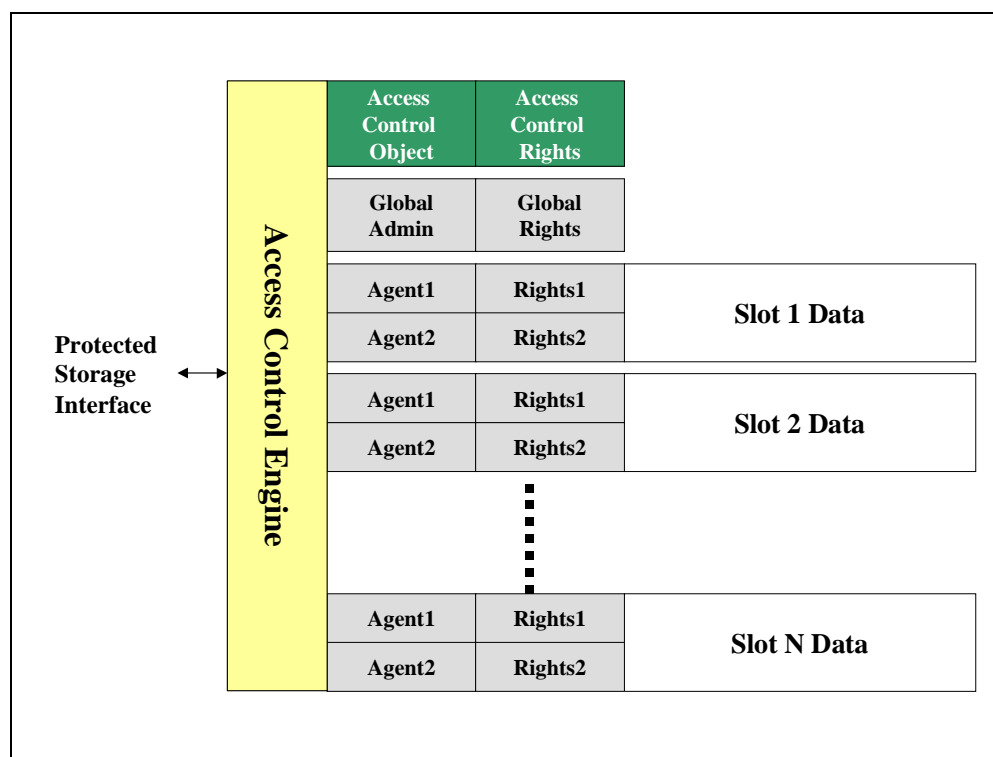 Access
Control
Object
Access
Control
Rights
Global
Admin
Global
Rights
Protected
Storage
Interface
Access Control Engine
Agent1
Rights1
Slot 1 Data
Agent2
Rights2
Agent1
Rights1
Slot 2 Data
Agent2
Rights2
Agent1
Rights1
Slot N Data
Agent2
Rights2